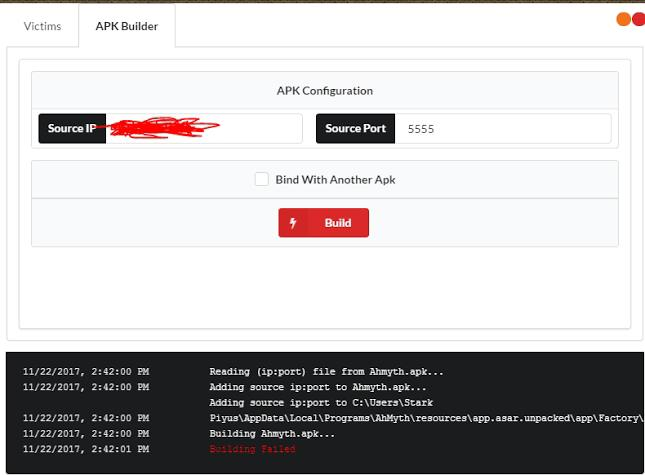 Victims APK Builder
APK Configuration
Source IP Source Port 5555
Bind With Another Apk
Build
11/22/2017, 2:42:00 PM Reading (ip:port) file from Ahmyth.apk...
11/22/2017, 2:42:00 PM Adding source ip:port to Ahmyth.apk...
Adding source ip:port to C:\Users\Stark
11/22/2017, 2:42:00 PM Piyus\AppData\Local\Programs\AhMyth\resources\app.asar.unpacked\app\Factory\
11/22/2017, 2:42:00 PM Building Ahmyth.apk...
11/22/2017, 2:42:01 PM Building Failed